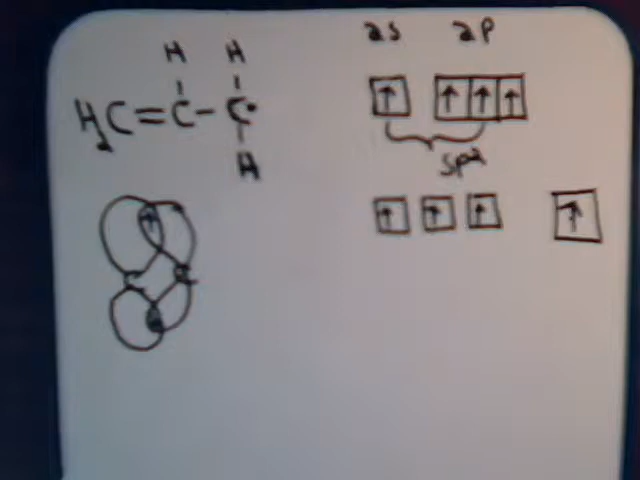 2S 2P
H H
H₂C=C-C•
H
sp²
C C